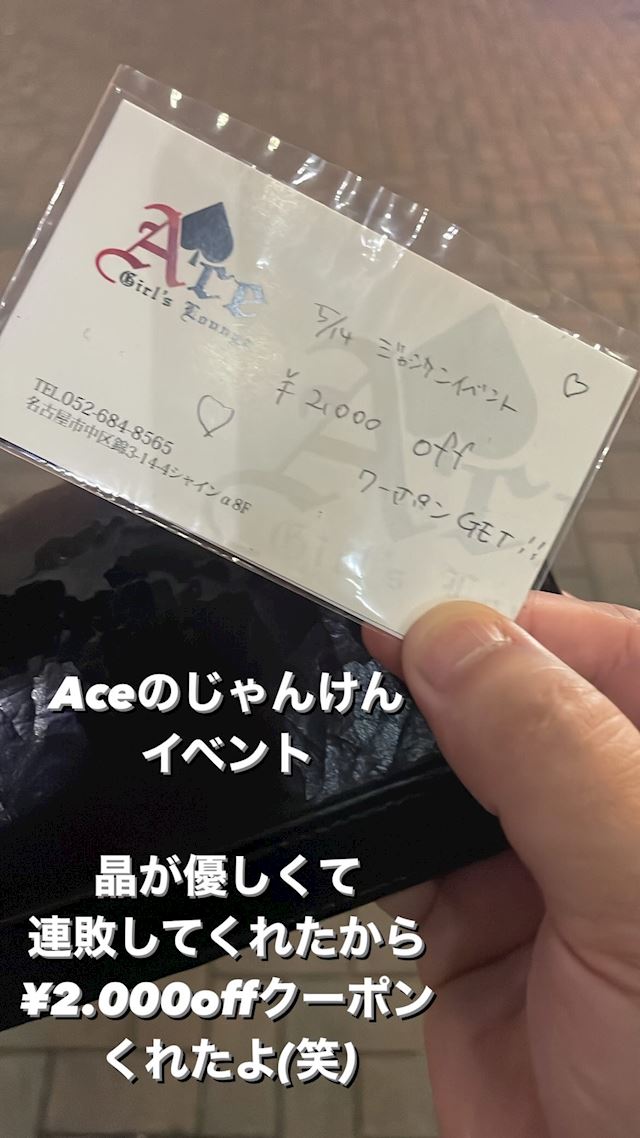 Ace
Girl's Lounge
5/14 ジャンケンイベント
¥2,000 off
クーポンGET!!
TEL052-684-8565
名古屋市中区錦3-14-4シャインα8F
Aceのじゃんけん
イベント
晶が優しくて
連敗してくれたから
¥2.000offクーポン
くれたよ(笑)